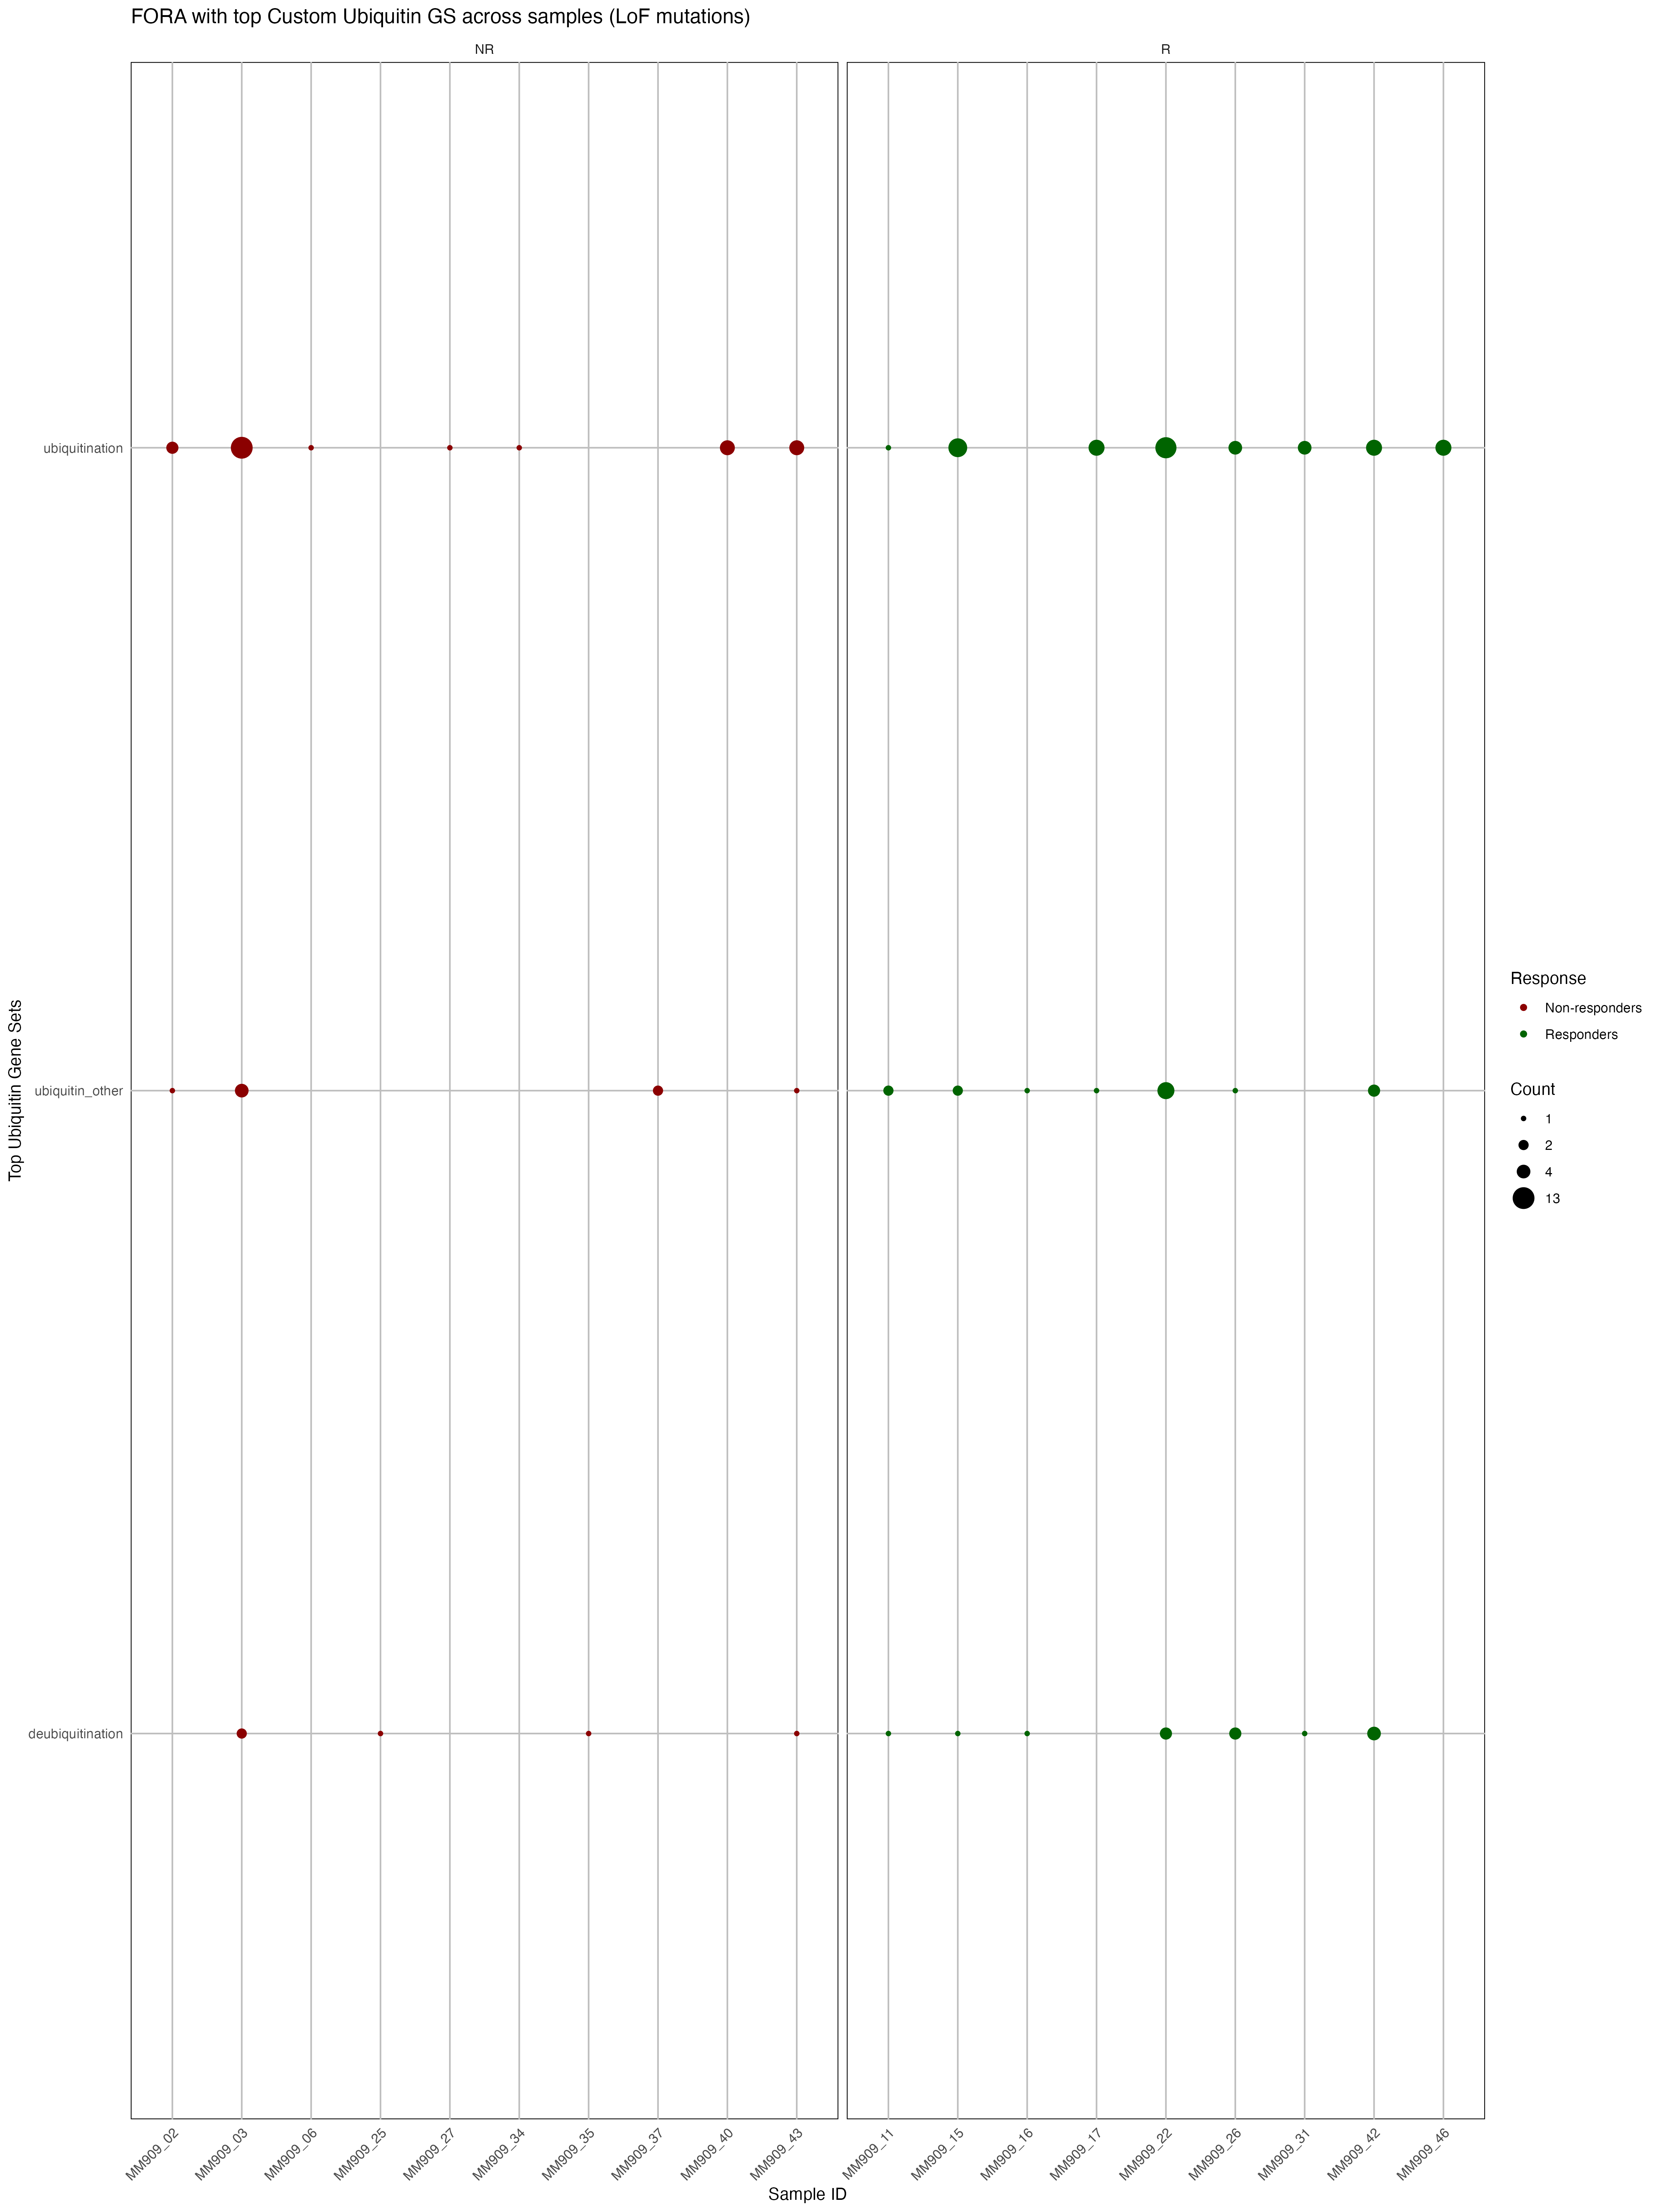 FORA with top Custom Ubiquitin GS across samples (LoF mutations)
NR
R
Top Ubiquitin Gene Sets
ubiquitination
ubiquitin_other
deubiquitination
MM909_02
MM909_03
MM909_06
MM909_25
MM909_27
MM909_34
MM909_35
MM909_37
MM909_40
MM909_43
MM909_11
MM909_15
MM909_16
MM909_17
MM909_22
MM909_26
MM909_31
MM909_42
MM909_46
Sample ID
Response
Non-responders
Responders
Count
1
2
4
13